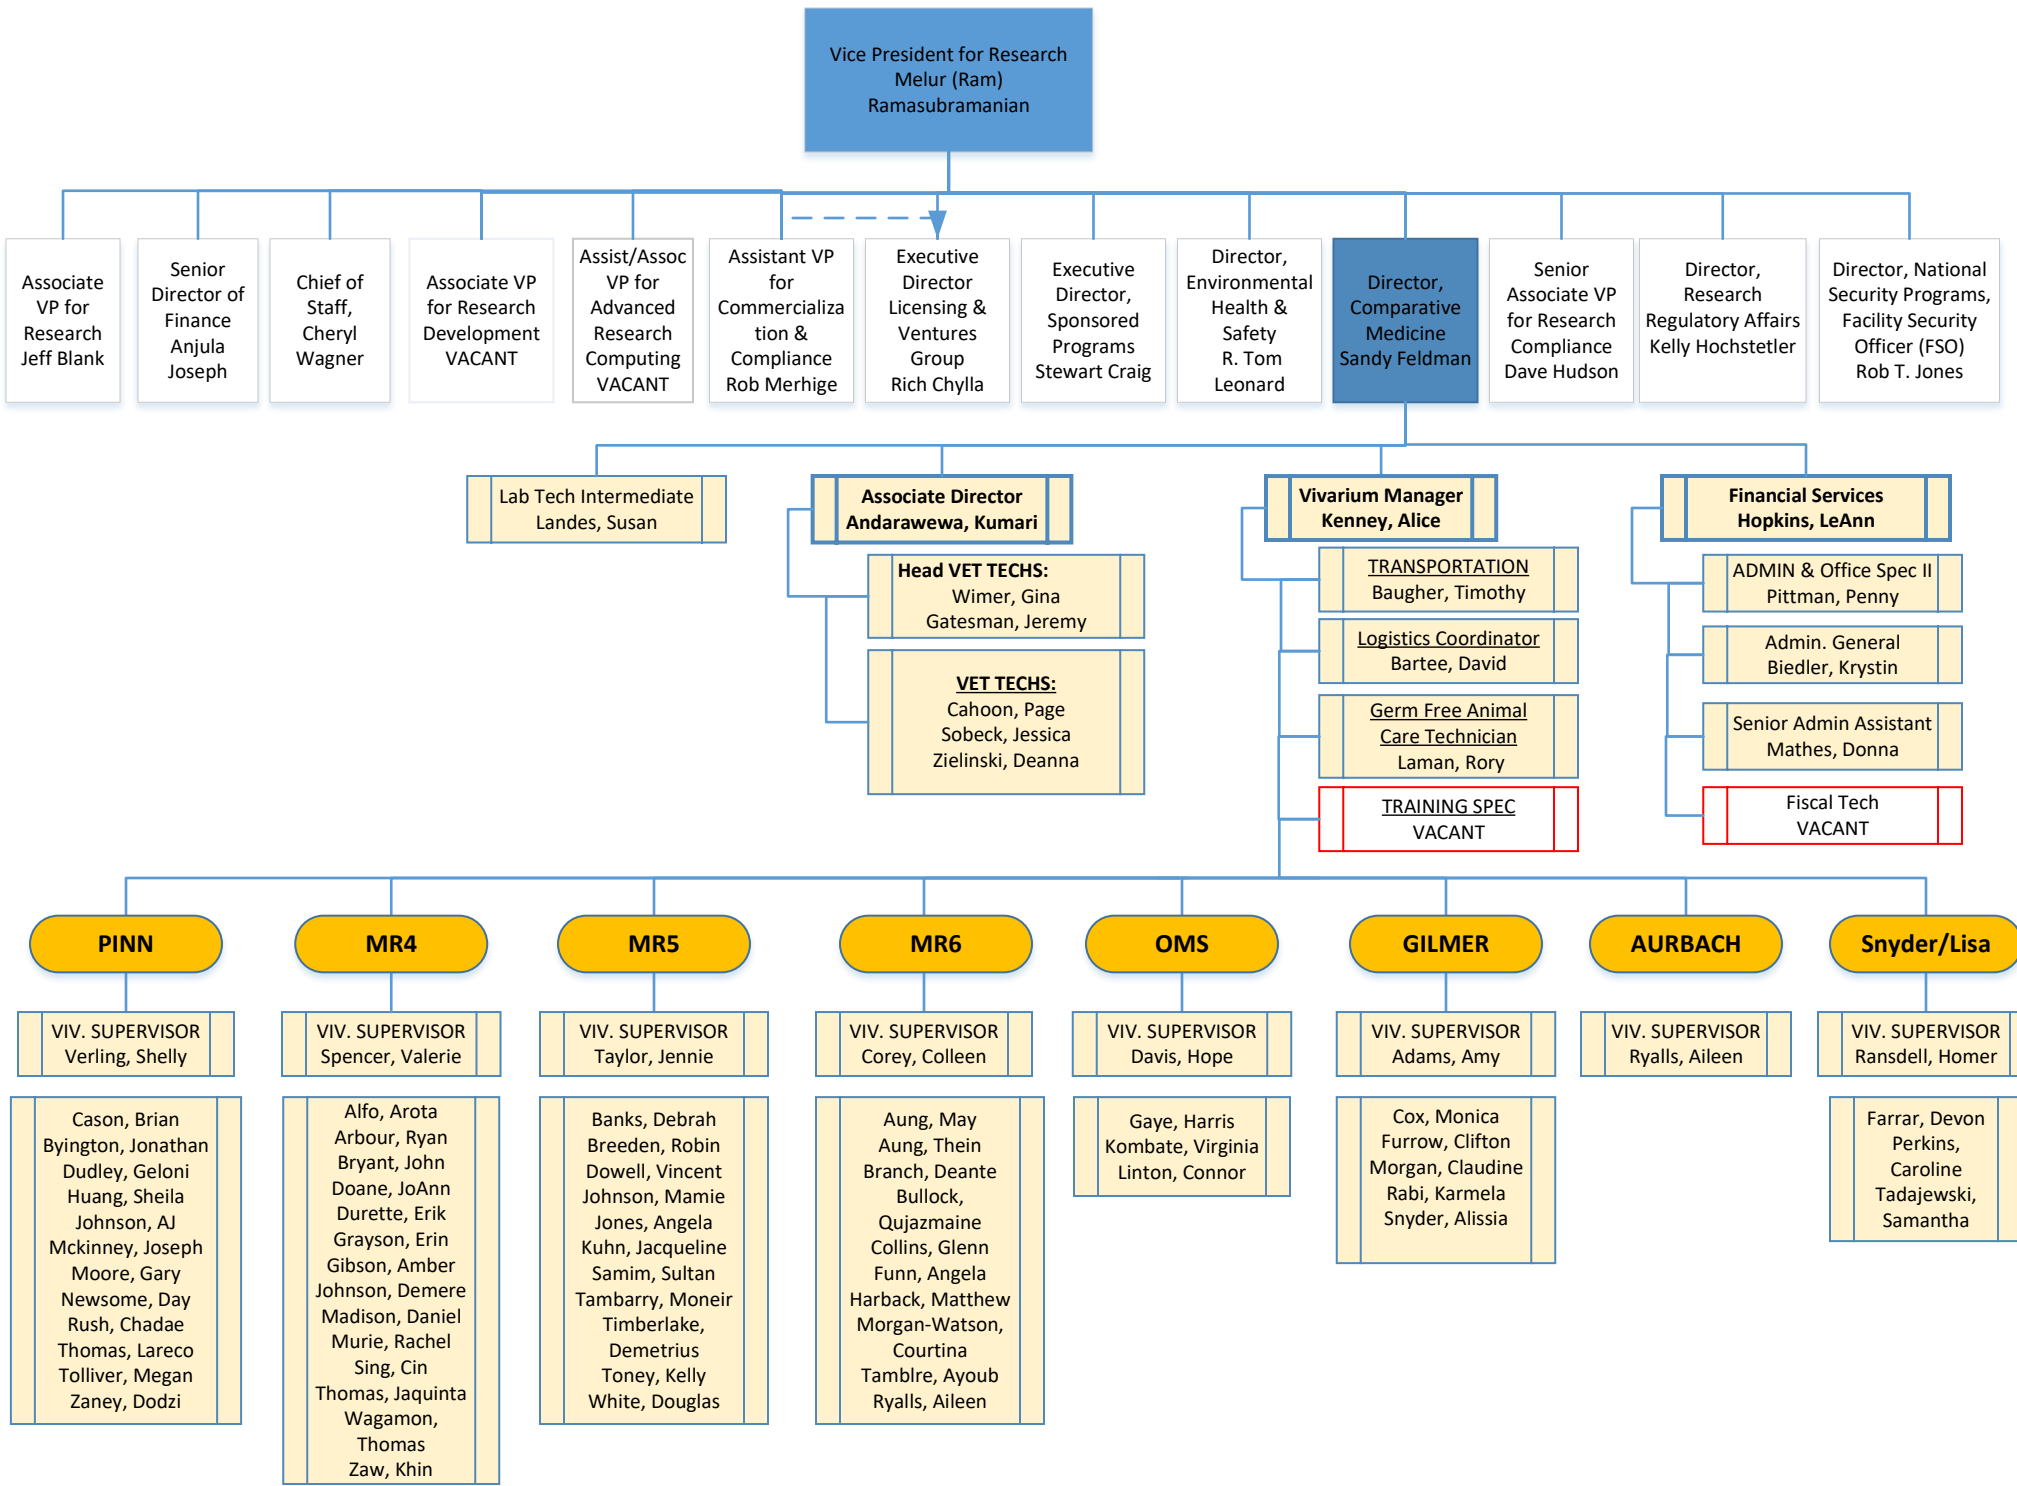 Vice President for Research
Melur (Ram)
Ramasubramanian
Associate
VP for
Research
Jeff Blank
Senior
Director of
Finance
Anjula
Joseph
Chief of
Staff,
Cheryl
Wagner
Associate VP
for Research
Development
VACANT
Assist/Assoc
VP for
Advanced
Research
Computing
VACANT
Assistant VP
for
Commercializa
tion &
Compliance
Rob Merhige
Executive
Director
Licensing &
Ventures
Group
Rich Chylla
Executive
Director,
Sponsored
Programs
Stewart Craig
Director,
Environmental
Health &
Safety
R. Tom
Leonard
Director,
Comparative
Medicine
Sandy Feldman
Senior
Associate VP
for Research
Compliance
Dave Hudson
Director,
Research
Regulatory Affairs
Kelly Hochstetler
Director, National
Security Programs,
Facility Security
Officer (FSO)
Rob T. Jones
Lab Tech Intermediate
Landes, Susan
Associate Director
Andarawewa, Kumari
Head VET TECHS:
Wimer, Gina
Gatesman, Jeremy
VET TECHS:
Cahoon, Page
Sobeck, Jessica
Zielinski, Deanna
Vivarium Manager
Kenney, Alice
TRANSPORTATION
Baugher, Timothy
Logistics Coordinator
Bartee, David
Germ Free Animal
Care Technician
Laman, Rory
TRAINING SPEC
VACANT
Financial Services
Hopkins, LeAnn
ADMIN & Office Spec II
Pittman, Penny
Admin. General
Biedler, Krystin
Senior Admin Assistant
Mathes, Donna
Fiscal Tech
VACANT
PINN
VIV. SUPERVISOR
Verling, Shelly
Cason, Brian
Byington, Jonathan
Dudley, Geloni
Huang, Sheila
Johnson, AJ
Mckinney, Joseph
Moore, Gary
Newsome, Day
Rush, Chadae
Thomas, Lareco
Tolliver, Megan
Zaney, Dodzi
MR4
VIV. SUPERVISOR
Spencer, Valerie
Alfo, Arota
Arbour, Ryan
Bryant, John
Doane, JoAnn
Durette, Erik
Grayson, Erin
Gibson, Amber
Johnson, Demere
Madison, Daniel
Murie, Rachel
Sing, Cin
Thomas, Jaquinta
Wagamon,
Thomas
Zaw, Khin
MR5
VIV. SUPERVISOR
Taylor, Jennie
Banks, Debrah
Breeden, Robin
Dowell, Vincent
Johnson, Mamie
Jones, Angela
Kuhn, Jacqueline
Samim, Sultan
Tambarry, Moneir
Timberlake,
Demetrius
Toney, Kelly
White, Douglas
MR6
VIV. SUPERVISOR
Corey, Colleen
Aung, May
Aung, Thein
Branch, Deante
Bullock,
Qujazmaine
Collins, Glenn
Funn, Angela
Harback, Matthew
Morgan-Watson,
Courtina
Tamblre, Ayoub
Ryalls, Aileen
OMS
VIV. SUPERVISOR
Davis, Hope
Gaye, Harris
Kombate, Virginia
Linton, Connor
GILMER
VIV. SUPERVISOR
Adams, Amy
Cox, Monica
Furrow, Clifton
Morgan, Claudine
Rabi, Karmela
Snyder, Alissia
AURBACH
VIV. SUPERVISOR
Ryalls, Aileen
Snyder/Lisa
VIV. SUPERVISOR
Ransdell, Homer
Farrar, Devon
Perkins,
Caroline
Tadajewski,
Samantha